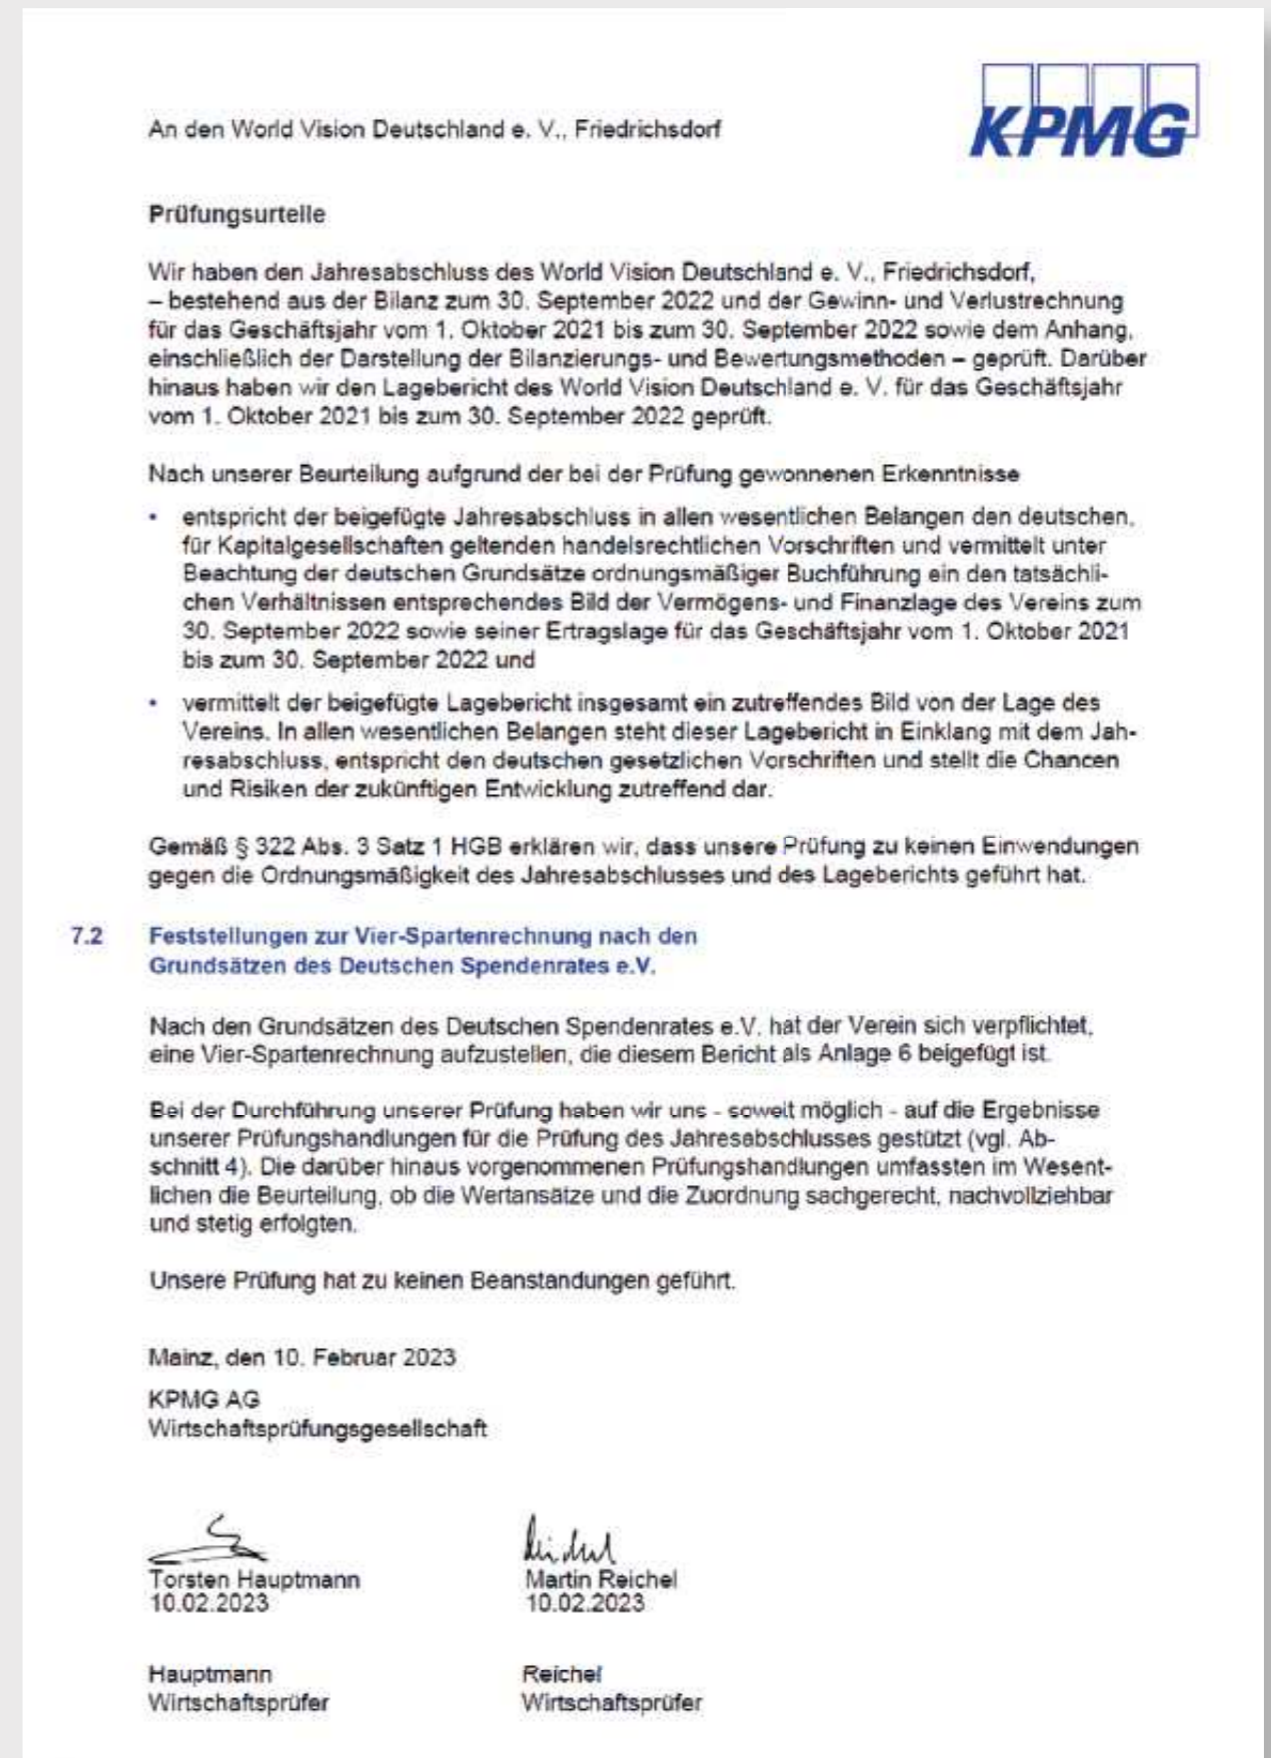 KPMG
An den World Vision Deutschland e. V., Friedrichsdorf
Prüfungsurteile
Wir haben den Jahresabschluss des World Vision Deutschland e. V., Friedrichsdorf,
– bestehend aus der Bilanz zum 30. September 2022 und der Gewinn- und Verlustrechnung
für das Geschäftsjahr vom 1. Oktober 2021 bis zum 30. September 2022 sowie dem Anhang,
einschließlich der Darstellung der Bilanzierungs- und Bewertungsmethoden – geprüft. Darüber
hinaus haben wir den Lagebericht des World Vision Deutschland e. V. für das Geschäftsjahr
vom 1. Oktober 2021 bis zum 30. September 2022 geprüft.
Nach unserer Beurteilung aufgrund der bei der Prüfung gewonnenen Erkenntnisse
• entspricht der beigefügte Jahresabschluss in allen wesentlichen Belangen den deutschen,
für Kapitalgesellschaften geltenden handelsrechtlichen Vorschriften und vermittelt unter
Beachtung der deutschen Grundsätze ordnungsmäßiger Buchführung ein den tatsächli-
chen Verhältnissen entsprechendes Bild der Vermögens- und Finanzlage des Vereins zum
30. September 2022 sowie seiner Ertragslage für das Geschäftsjahr vom 1. Oktober 2021
bis zum 30. September 2022 und
• vermittelt der beigefügte Lagebericht insgesamt ein zutreffendes Bild von der Lage des
Vereins. In allen wesentlichen Belangen steht dieser Lagebericht in Einklang mit dem Jah-
resabschluss, entspricht den deutschen gesetzlichen Vorschriften und stellt die Chancen
und Risiken der zukünftigen Entwicklung zutreffend dar.
Gemäß § 322 Abs. 3 Satz 1 HGB erklären wir, dass unsere Prüfung zu keinen Einwendungen
gegen die Ordnungsmäßigkeit des Jahresabschlusses und des Lageberichts geführt hat.
7.2 Feststellungen zur Vier-Spartenrechnung nach den
Grundsätzen des Deutschen Spendenrates e.V.
Nach den Grundsätzen des Deutschen Spendenrates e.V. hat der Verein sich verpflichtet,
eine Vier-Spartenrechnung aufzustellen, die diesem Bericht als Anlage 6 beigefügt ist.
Bei der Durchführung unserer Prüfung haben wir uns - soweit möglich - auf die Ergebnisse
unserer Prüfungshandlungen für die Prüfung des Jahresabschlusses gestützt (vgl. Ab-
schnitt 4). Die darüber hinaus vorgenommenen Prüfungshandlungen umfassten im Wesent-
lichen die Beurteilung, ob die Wertansätze und die Zuordnung sachgerecht, nachvollziehbar
und stetig erfolgten.
Unsere Prüfung hat zu keinen Beanstandungen geführt.
Mainz, den 10. Februar 2023
KPMG AG
Wirtschaftsprüfungsgesellschaft
Torsten Hauptmann Martin Reichel
10.02.2023 10.02.2023
Hauptmann Reichel
Wirtschaftsprüfer Wirtschaftsprüfer